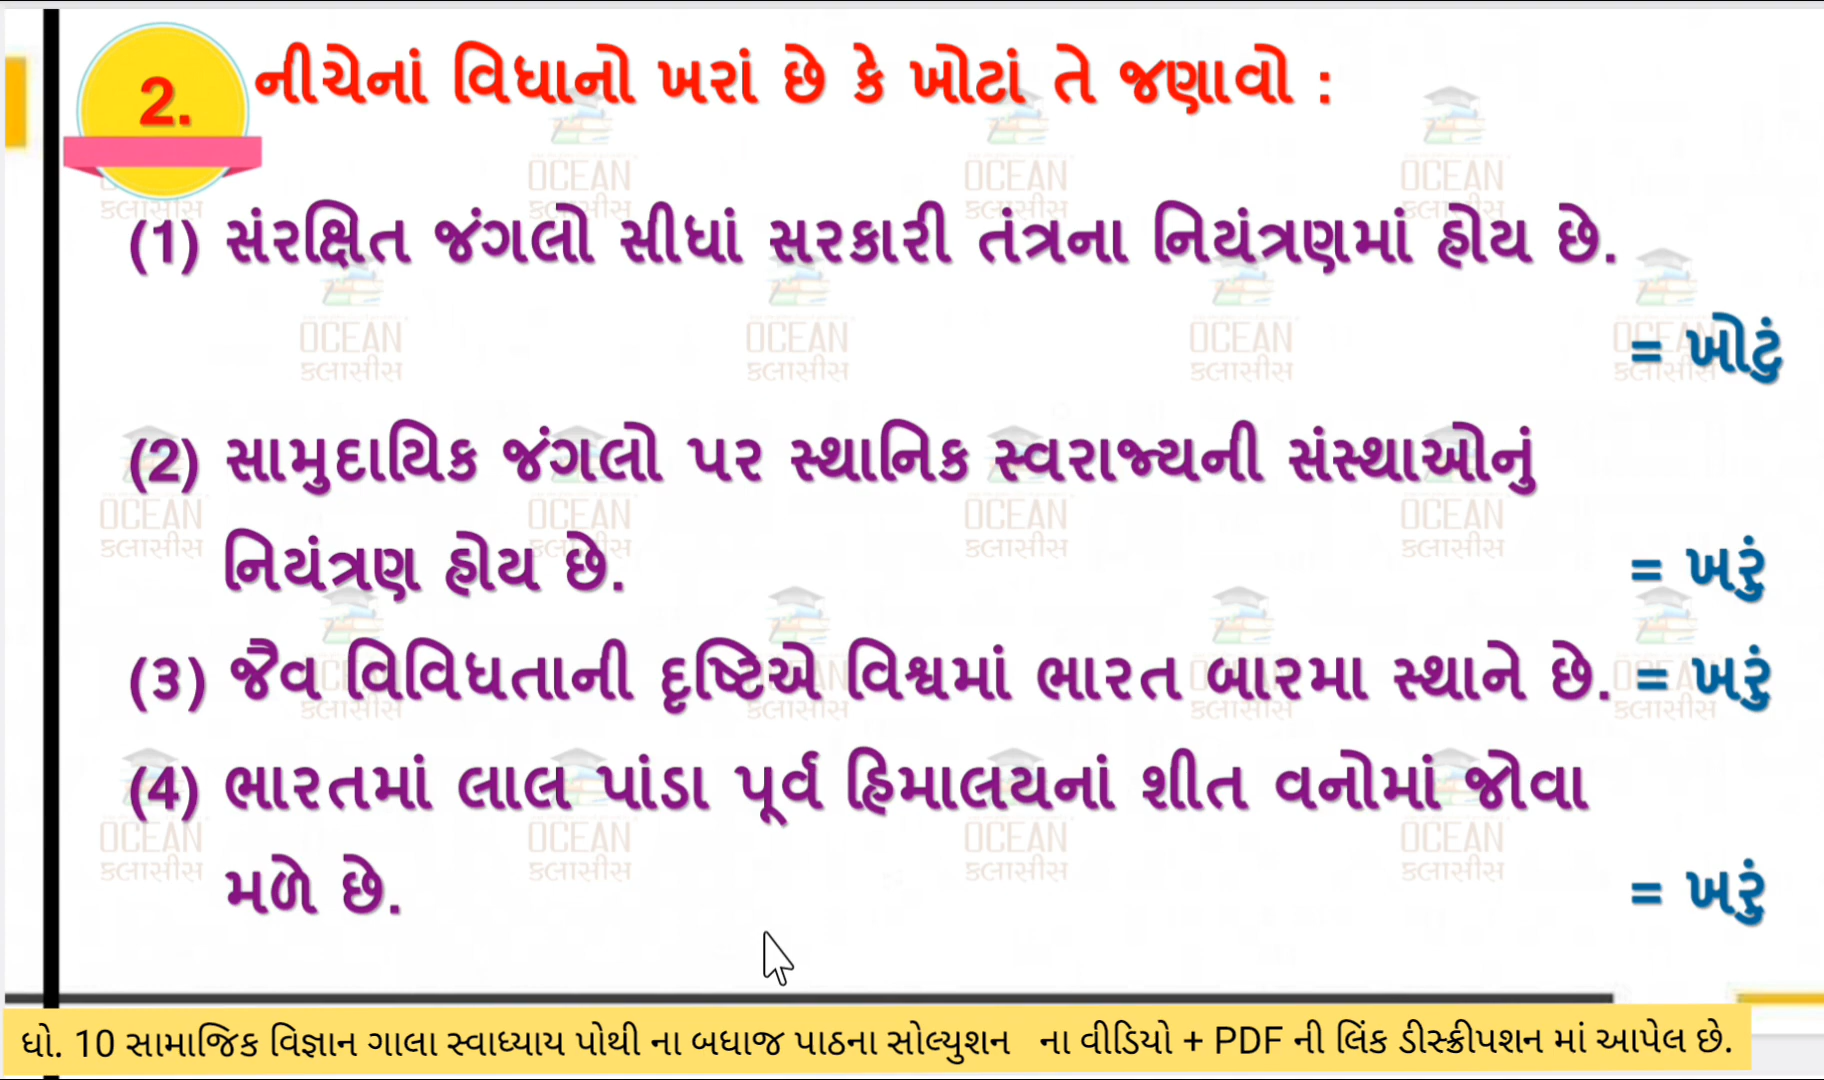 2. નીચેનાં વિધાનો ખરાં છે કે ખોટાં તે જણાવો :
(1) સંરક્ષિત જંગલો સીધાં સરકારી તંત્રના નિયંત્રણમાં હોય છે.
= ખોટું
(2) સામુદાયિક જંગલો પર સ્થાનિક સ્વરાજ્યની સંસ્થાઓનું
નિયંત્રણ હોય છે. = ખરું
(3) જૈવ વિવિધતાની દૃષ્ટિએ વિશ્વમાં ભારત બારમા સ્થાને છે. = ખરું
(4) ભારતમાં લાલ પાંડા પૂર્વ હિમાલયનાં શીત વનોમાં જોવા
મળે છે. = ખરું
ધો. 10 સામાજિક વિજ્ઞાન ગાલા સ્વાધ્યાય પોથી ના બધાજ પાઠના સોલ્યુશન ના વીડિયો + PDF ની લિંક ડીસ્ક્રીપશન માં આપેલ છે.
OCEAN
ક્લાસીસ